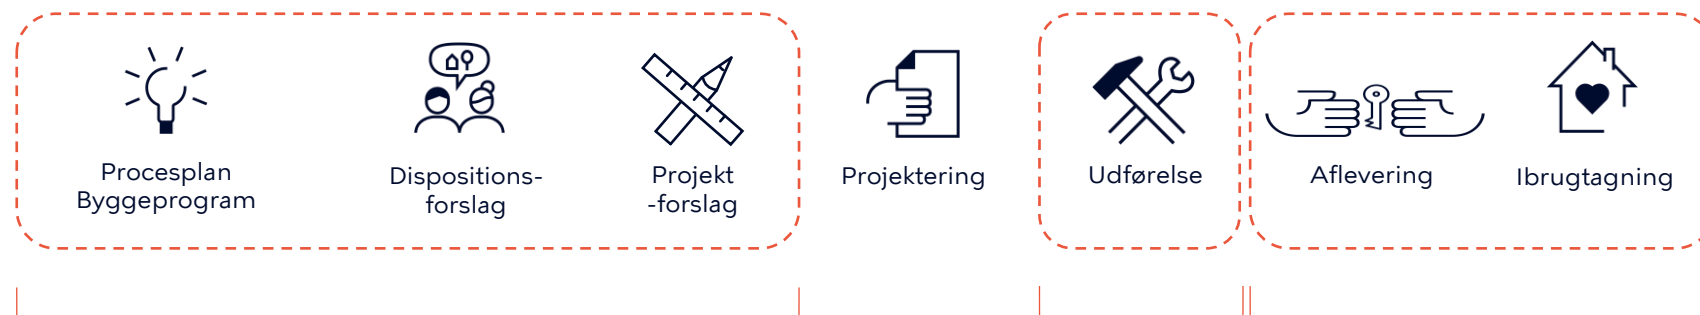 Procesplan
Byggeprogram
Dispositions-
forslag
Projekt
-forslag
Projektering
Udførelse
Aflevering
Ibrugtagning